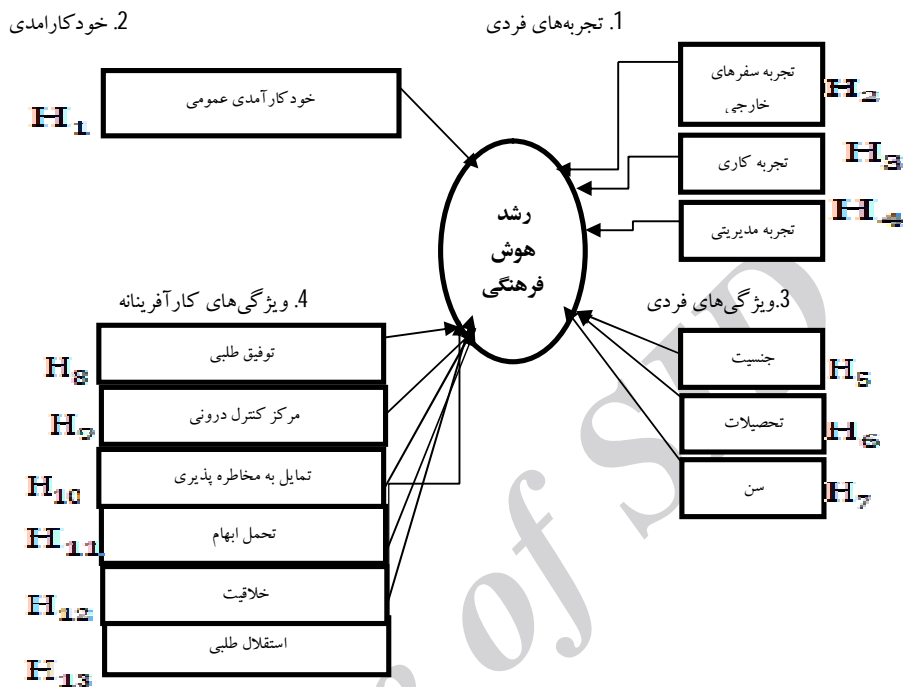 1. تجربه‌های فردی
2. خودکارامدی
تجربه سفرهای
خارجی
H2
تجربه کاری
H3
تجربه مدیریتی
H4
خودکارآمدی عمومی
H1
رشد
هوش
فرهنگی
3.ویژگی‌های فردی
جنسیت
H5
تحصیلات
H6
سن
H7
4. ویژگی‌های کارآفرینانه
توفیق طلبی
H8
مرکز کنترل درونی
H9
تمایل به مخاطره پذیری
H10
تحمل ابهام
H11
خلاقیت
H12
استقلال طلبی
H13
of SID